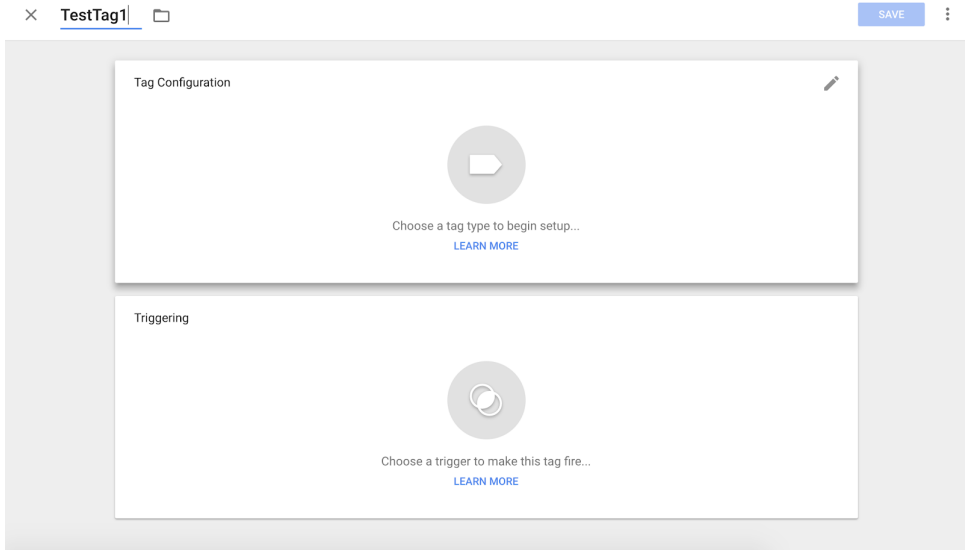 TestTag1
SAVE
Tag Configuration
Choose a tag type to begin setup...
LEARN MORE
Triggering
Choose a trigger to make this tag fire...
LEARN MORE